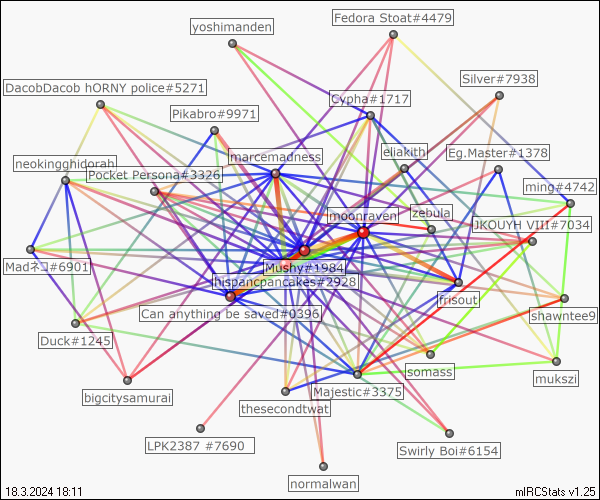 Fedora Stoat#4479
yoshimanden
Silver#7938
DacobDacob hORNY police#5271
Cypha#1717
Pikabro#9971
eliakith
Eg.Master#1378
marcemadness
neokingghidorah
Pocket Persona#3326
ming#4742
moonraven
zebula
JKOUYH VIII#7034
Mushy#1984
Madネコ#6901
hispancpancakes#2928
frisout
Can anything be saved#0396
shawntee9
Duck#1245
somass
mukszi
Majestic#3375
bigcitysamurai
thesecondtwat
LPK2387 #7690
Swirly Boi#6154
normalwan
18.3.2024 18:11
mIRCStats v1.25